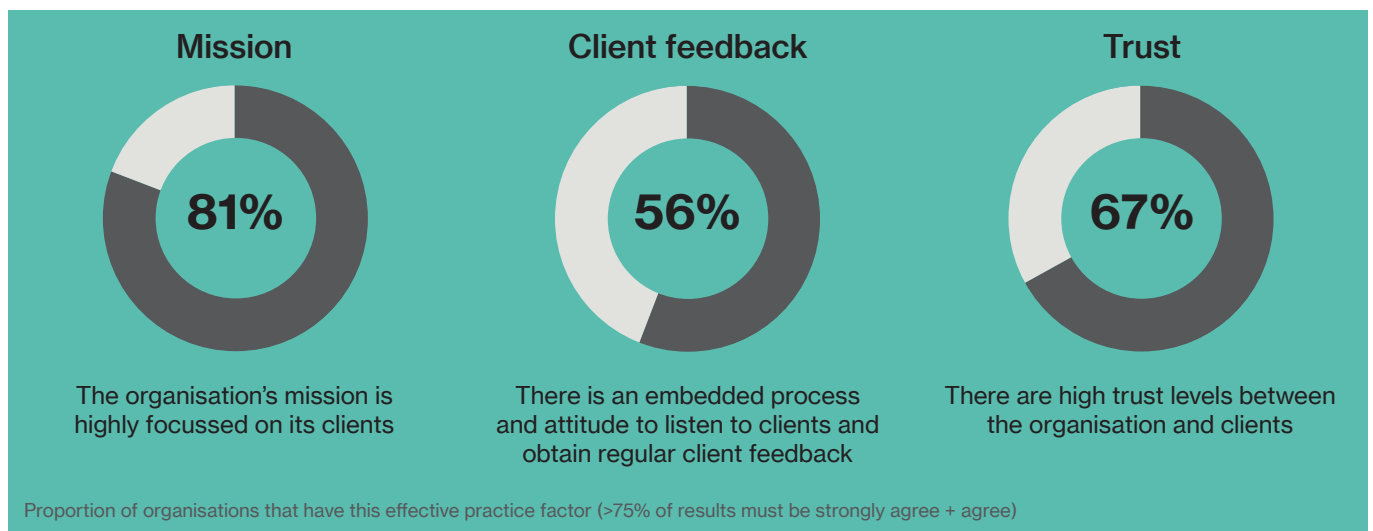 Mission
81%
The organisation’s mission is
highly focussed on its clients
Client feedback
56%
There is an embedded process
and attitude to listen to clients and
obtain regular client feedback
Trust
67%
There are high trust levels between
the organisation and clients
Proportion of organisations that have this effective practice factor (>75% of results must be strongly agree + agree)